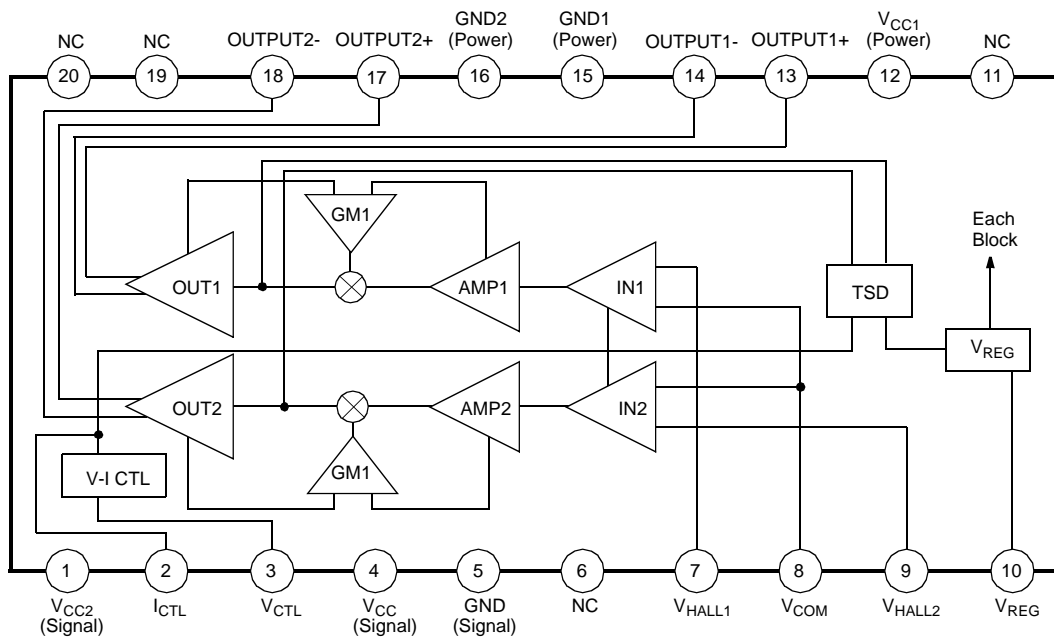 NC
20
NC
19
OUTPUT2-
18
OUTPUT2+
17
GND2
(Power)
16
GND1
(Power)
15
OUTPUT1-
14
OUTPUT1+
13
VCC1
(Power)
12
NC
11
GM1
OUT1
AMP1
IN1
TSD
Each
Block
VREG
OUT2
AMP2
IN2
GM1
V-I CTL
1
VCC2
(Signal)
2
ICTL
3
VCTL
4
VCC
(Signal)
5
GND
(Signal)
6
NC
7
VHALL1
8
VCOM
9
VHALL2
10
VREG